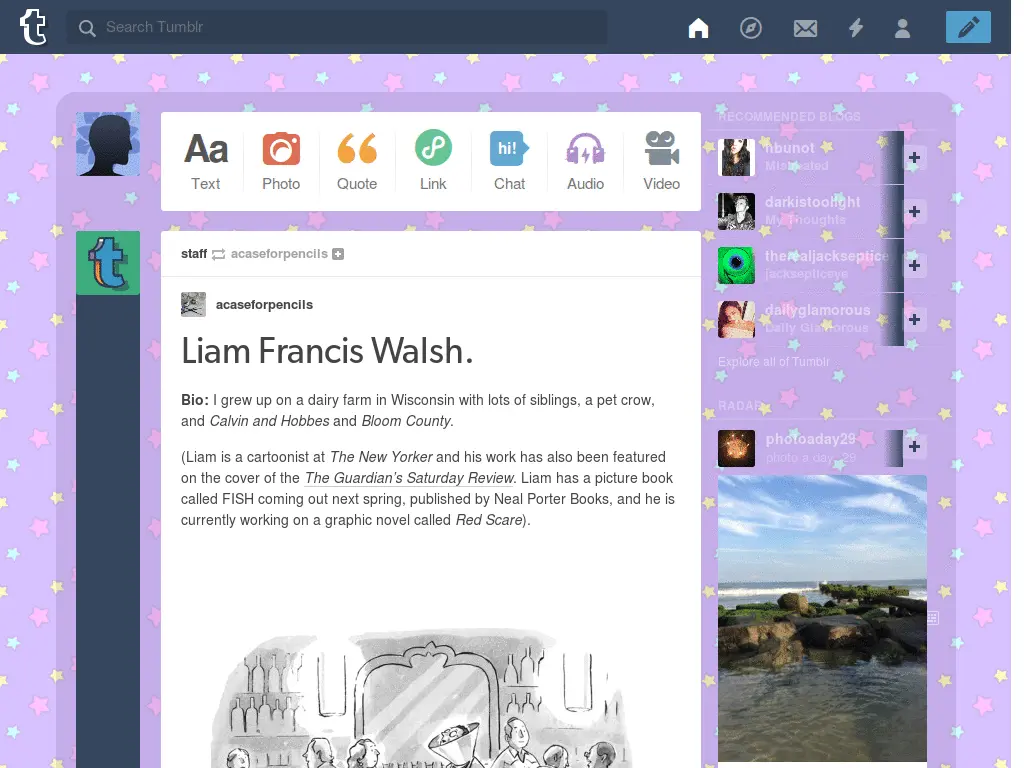 t
Search Tumblr
Aa
hi!
Text
Photo
Quote
Link
Chat
Audio
Video
staff acaseforpencils
acaseforpencils
Liam Francis Walsh.
Bio: I grew up on a dairy farm in Wisconsin with lots of siblings, a pet crow,
and Calvin and Hobbes and Bloom County.
(Liam is a cartoonist at The New Yorker and his work has also been featured
on the cover of the The Guardian’s Saturday Review. Liam has a picture book
called FISH coming out next spring, published by Neal Porter Books, and he is
currently working on a graphic novel called Red Scare).
RECOMMENDED BLOGS
hbunot
darkistoolight
My Thoughts
therealjackseptice
jacksepticeye
dailyglamorous
Daily Glamorous
Explore all of Tumblr
RADAR
photoaday29
photo a day, 29